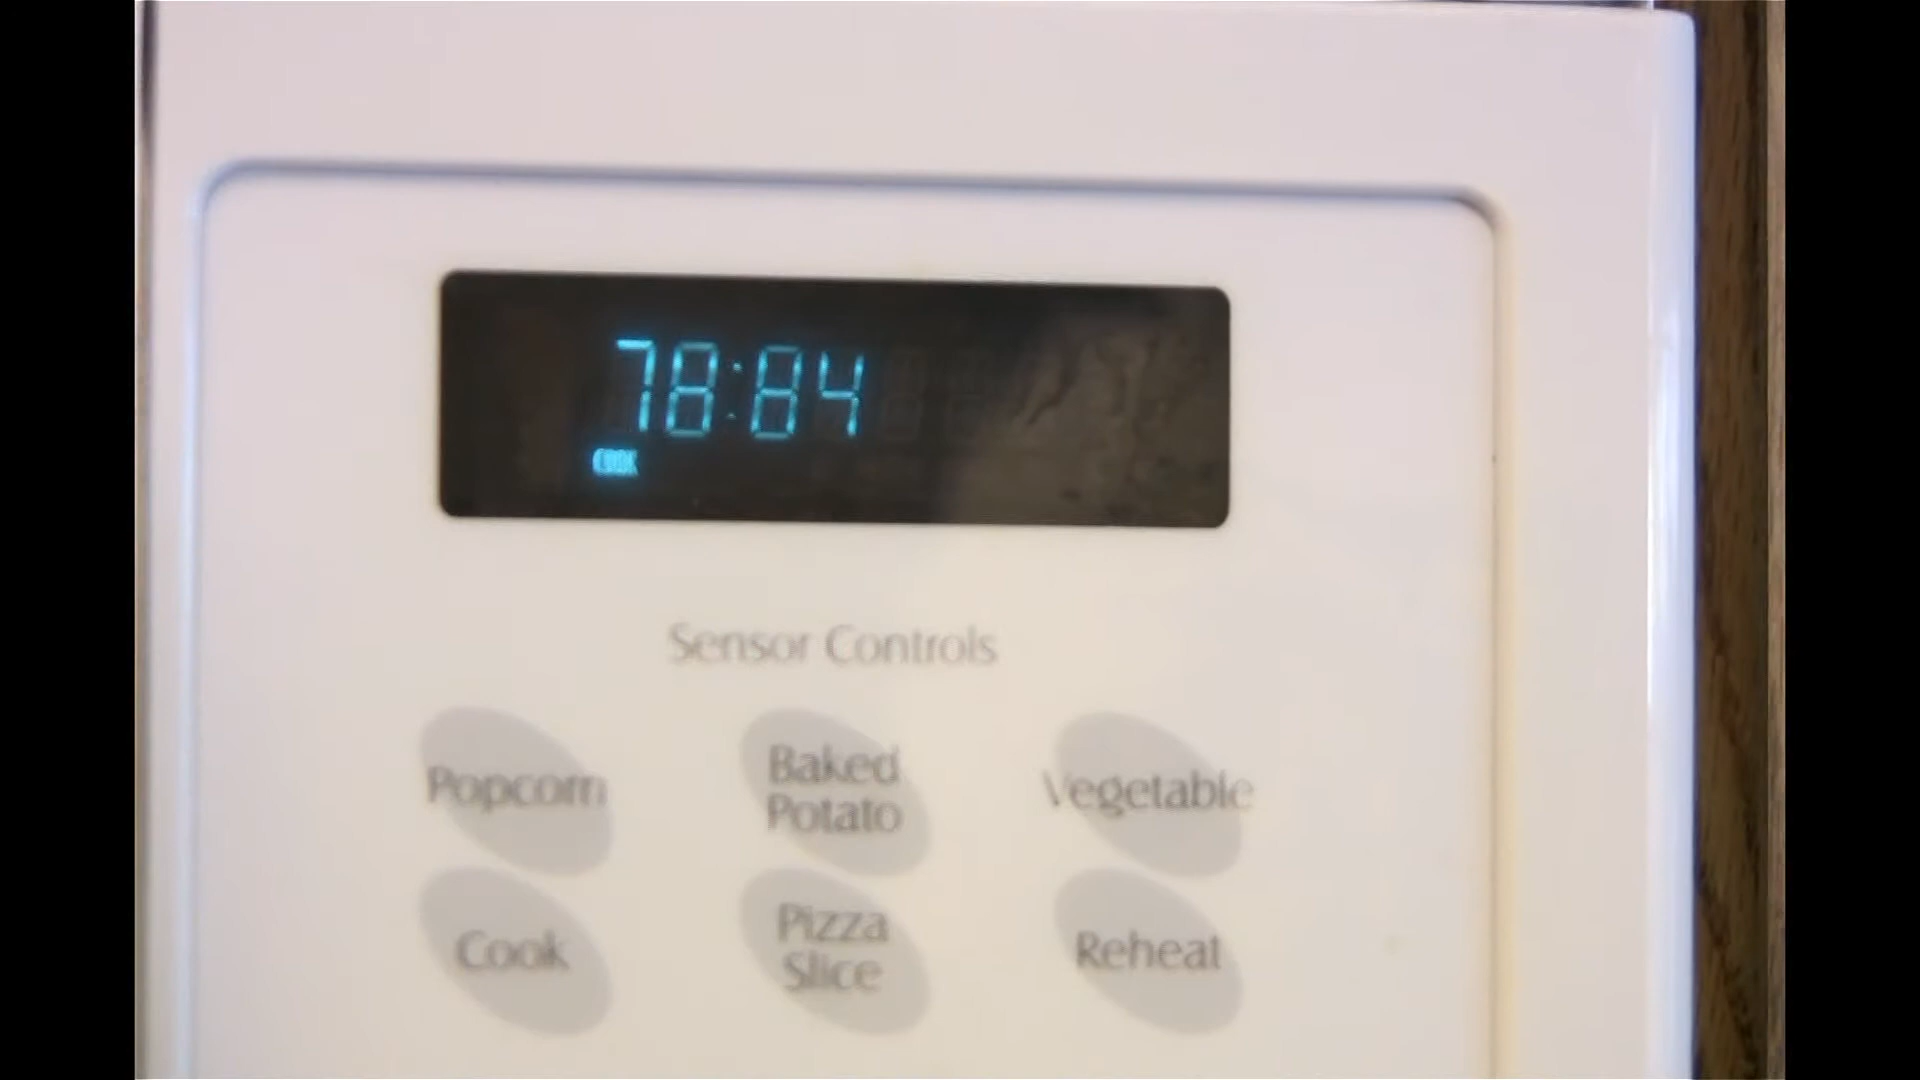 78:84
COOK
Sensor Controls
Popcorn
Baked
Potato
Vegetable
Cook
Pizza
Slice
Reheat